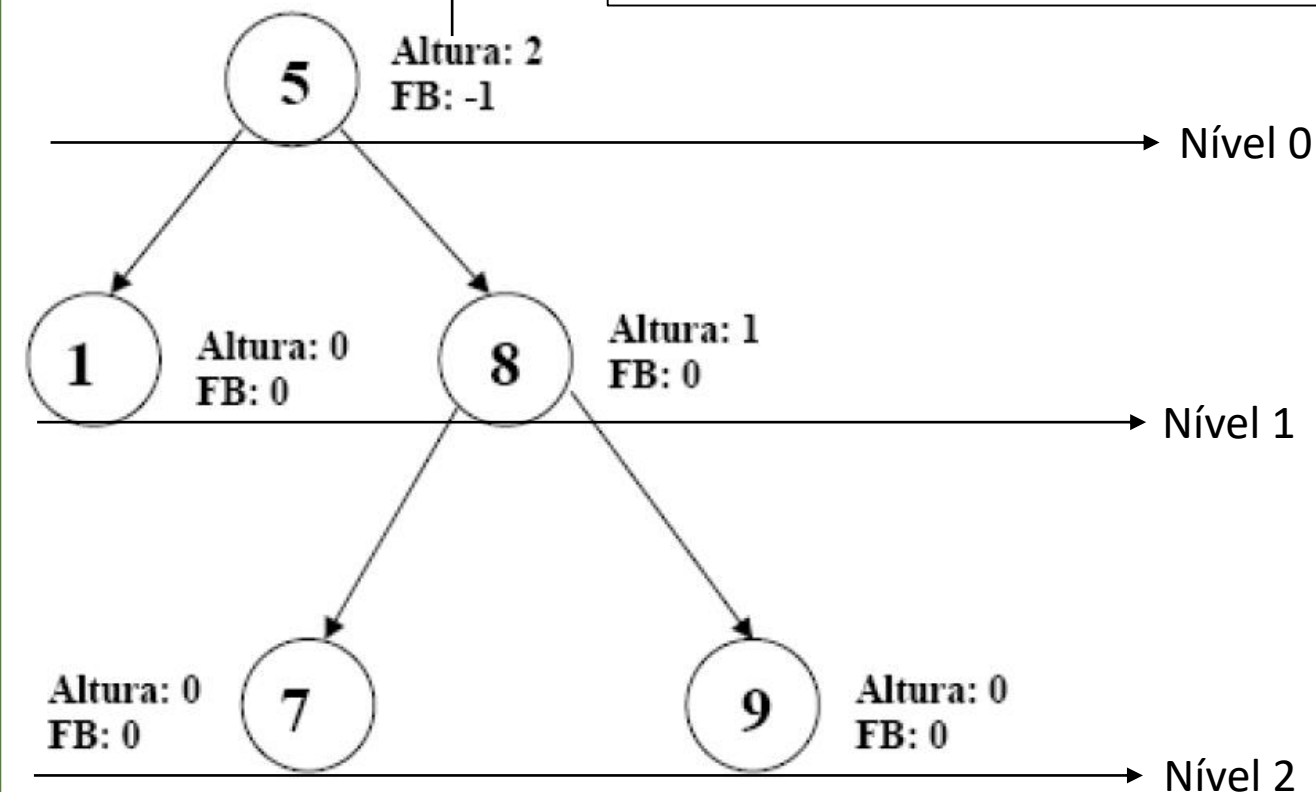 5
Altura: 2
FB: -1
Nível 0
1
Altura: 0
FB: 0
8
Altura: 1
FB: 0
Nível 1
Altura: 0
FB: 0
7
9
Altura: 0
FB: 0
Nível 2